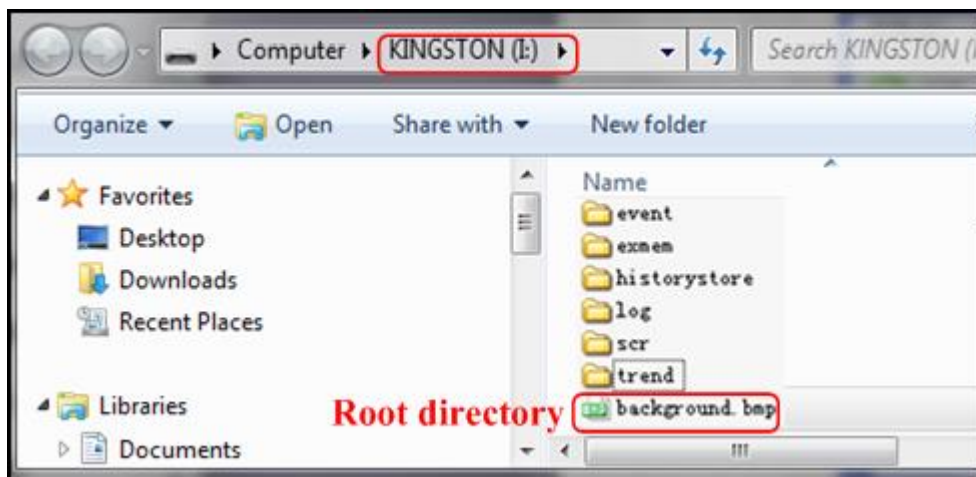 Computer KINGSTON (I:) Search KINGSTON (
Organize Open Share with New folder
Favorites
Desktop
Downloads
Recent Places
Libraries
Documents
Name
event
exmem
historystore
log
scr
trend
Root directory background.bmp